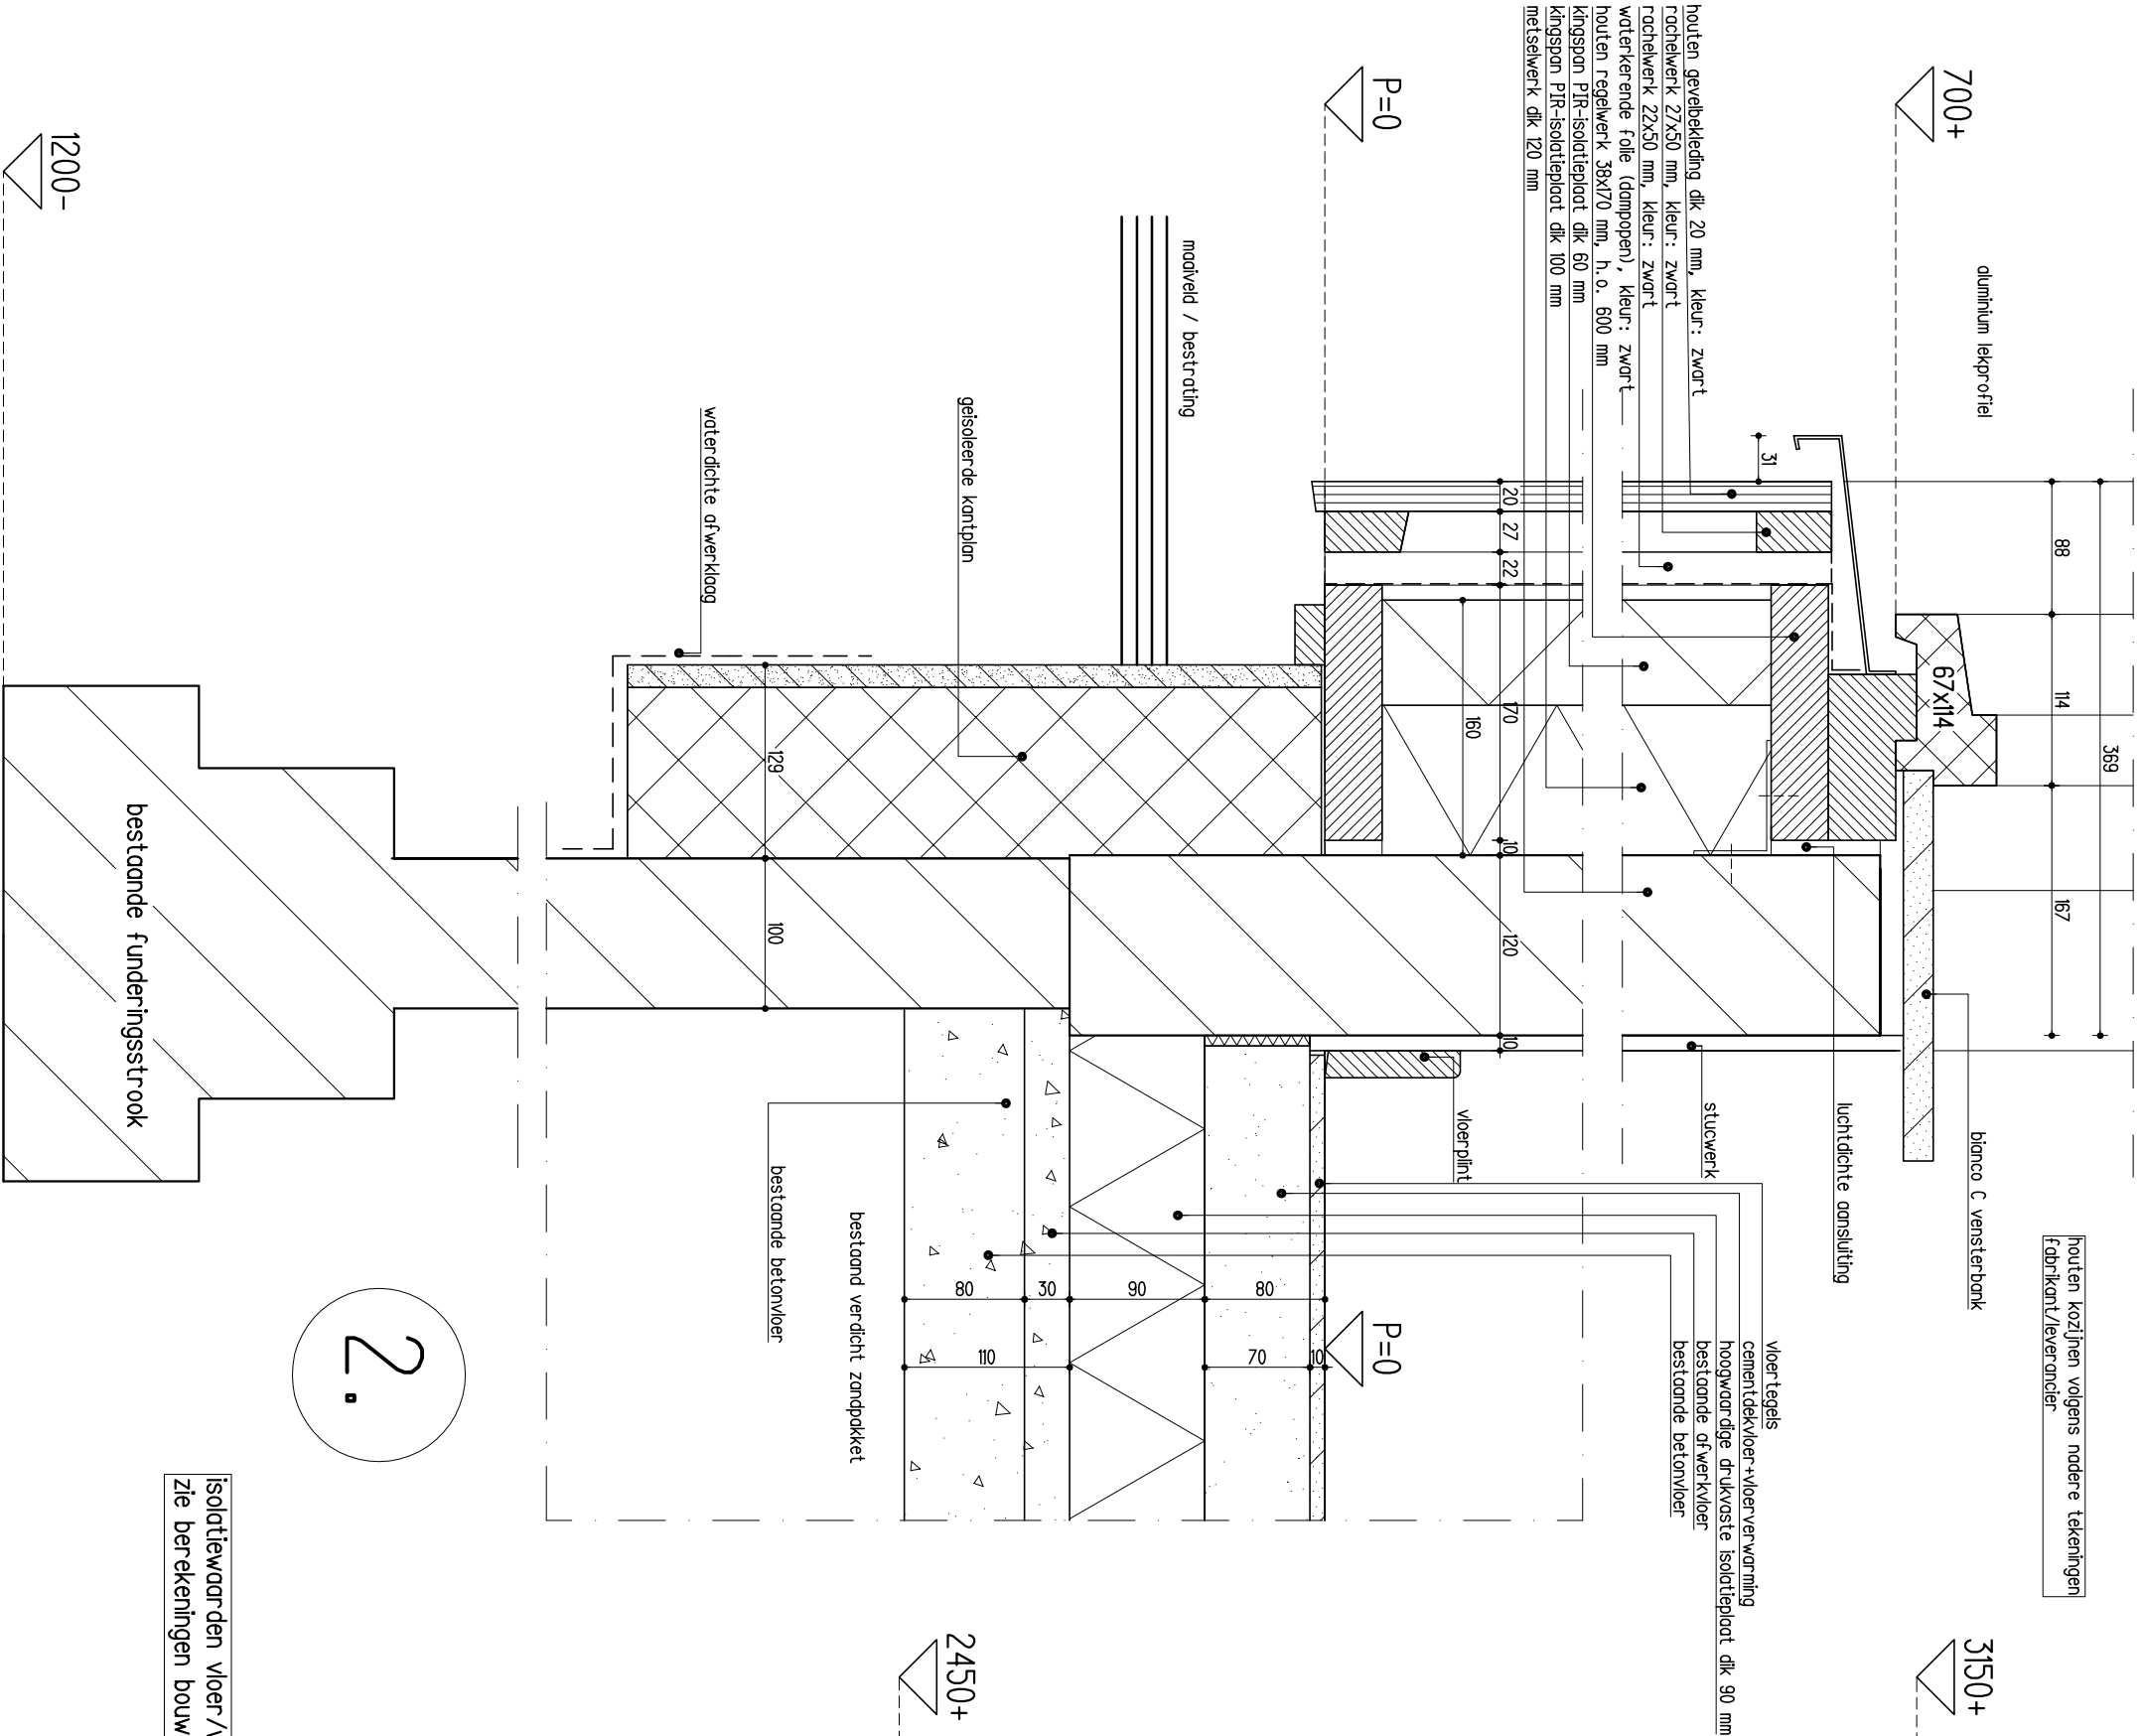 aluminium lekprofiel
700+
houten gevelbekleding dik 20 mm, kleur: zwart
rachelwerk 27x50 mm, kleur: zwart
rachelwerk 22x50 mm, kleur: zwart
waterkerende folie (dampopen), kleur: zwart
houten regelwerk 38x170 mm, h.o. 600 mm
kingspan PIR-isolatieplaat dik 60 mm
kingspan PIR-isolatieplaat dik 100 mm
metselwerk dik 120 mm
P=0
maaiveld / bestrating
geisoleerde kantplan
waterdichte afwerklaag
1200-
369
88
114
167
67x114
31
20
27
22
170
10
120
10
160
129
100
bestaande funderingsstrook
houten kozijnen volgens nadere tekeningen
fabrikant/leverancier
bianco C vensterbank
luchtdichte aansluiting
stucwerk
vloerplint
vloertegels
cementdekvloer+vloerverwarming
hoogwaardige drukvaste isolatieplaat dik 90 mm
bestaande afwerkvloer
bestaande betonvloer
P=0
80
90
30
80
10
70
110
bestaand verdicht zandpakket
bestaande betonvloer
2.
3150+
2450+
isolatiewaarden vloer/
zie berekeningen bouw